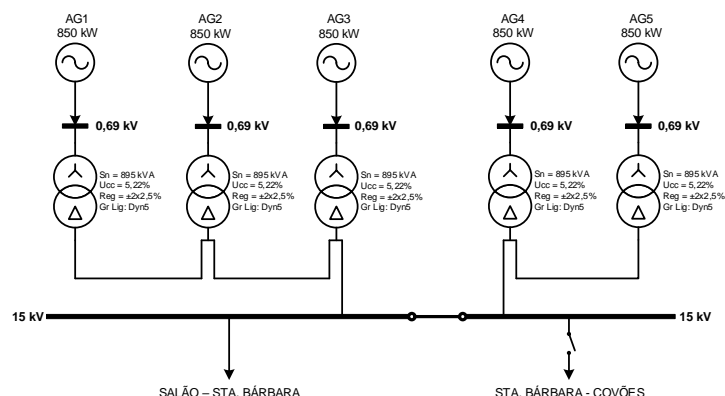 AG1
850 kW
AG2
850 kW
AG3
850 kW
AG4
850 kW
AG5
850 kW
0,69 kV
0,69 kV
0,69 kV
0,69 kV
0,69 kV
Sn = 895 kVA
Ucc = 5,22%
Reg = ±2x2,5%
Gr Lig: Dyn5
Sn = 895 kVA
Ucc = 5,22%
Reg = ±2x2,5%
Gr Lig: Dyn5
Sn = 895 kVA
Ucc = 5,22%
Reg = ±2x2,5%
Gr Lig: Dyn5
Sn = 895 kVA
Ucc = 5,22%
Reg = ±2x2,5%
Gr Lig: Dyn5
Sn = 895 kVA
Ucc = 5,22%
Reg = ±2x2,5%
Gr Lig: Dyn5
15 kV
15 kV
SALÃO – STA. BÁRBARA
STA. BÁRBARA - COVÕES